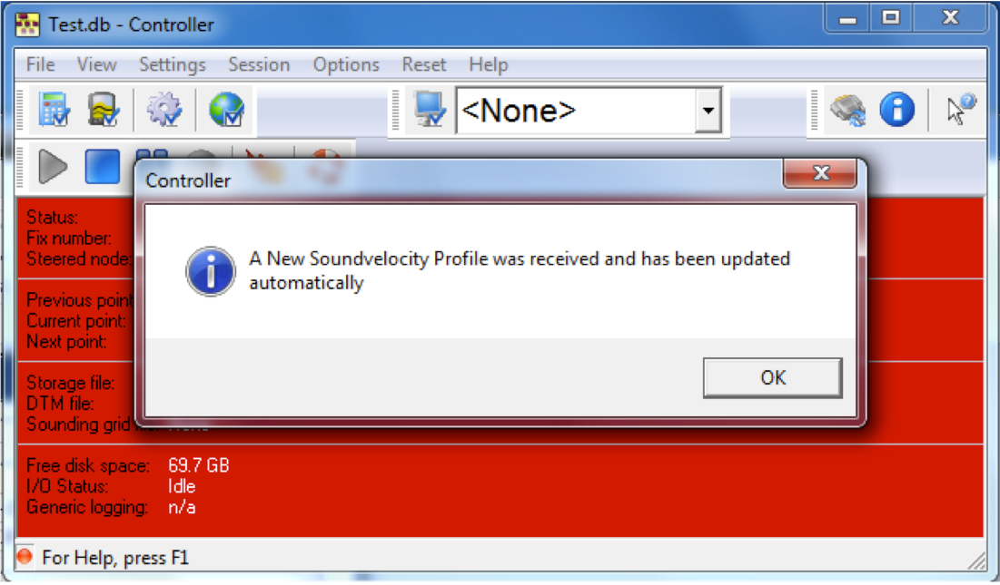 Test.db - Controller
File View Settings Session Options Reset Help
<None>
Controller
Status:
Fix number:
Steered node:
A New Soundvelocity Profile was received and has been updated
automatically
Previous point
Current point:
Next point:
OK
Storage file:
DTM file:
Sounding grid
Free disk space: 69.7 GB
I/O Status: Idle
Generic logging: n/a
For Help, press F1